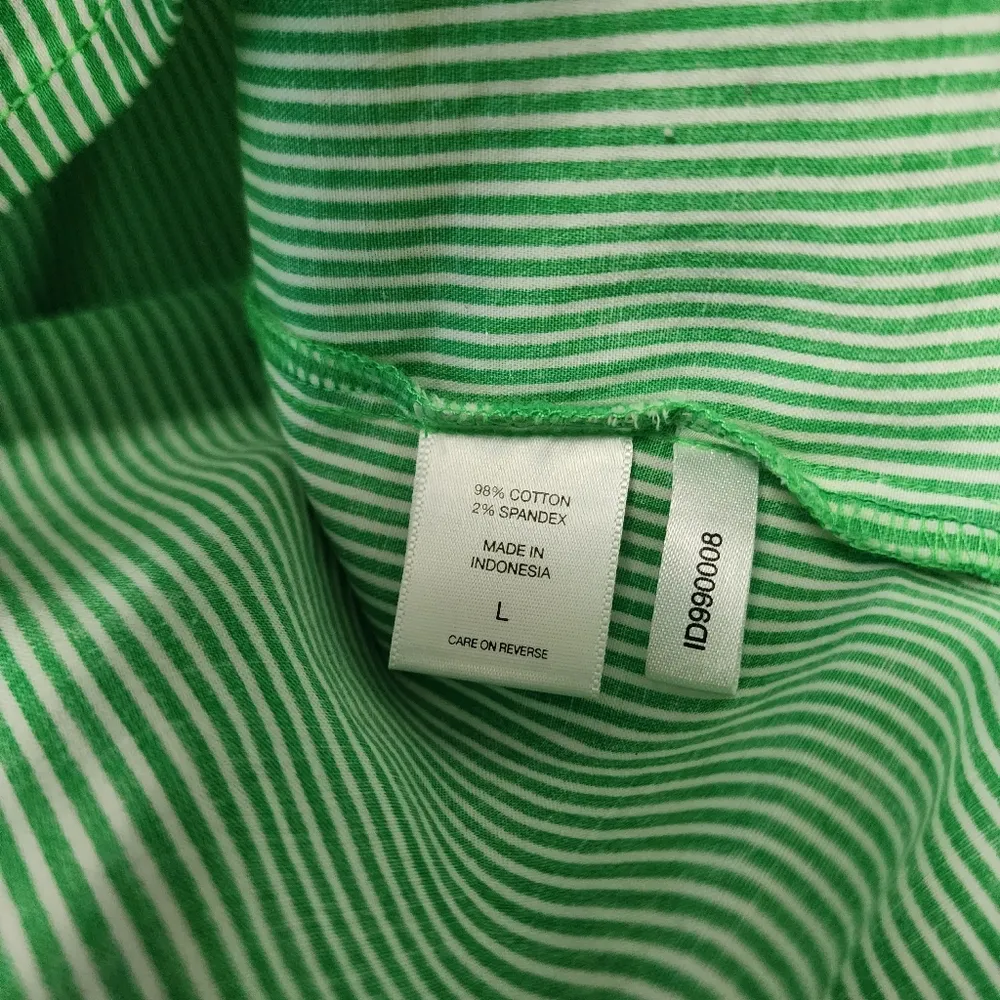 98% COTTON
2% SPANDEX
MADE IN
INDONESIA
L
CARE ON REVERSE
ID990008